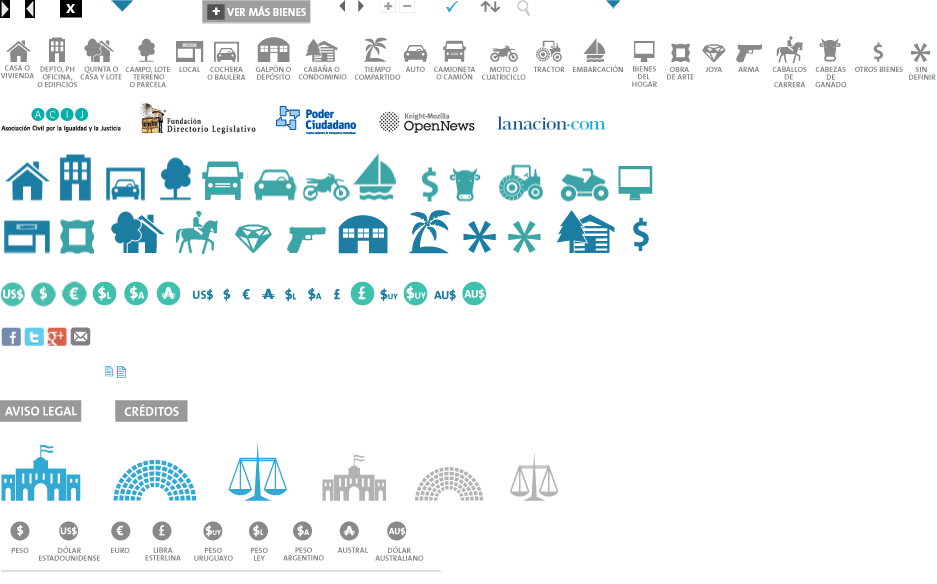 X
+ VER MÁS BIENES
CASA O
VIVIENDA
DEPTO, PH
OFICINA,
O EDIFICIOS
QUINTA O
CASA Y LOTE
CAMPO, LOTE
TERRENO
O PARCELA
LOCAL
COCHERA
O BAULERA
GALPÓN O
DEPÓSITO
CABAÑA O
CONDOMINIO
TIEMPO
COMPARTIDO
AUTO
CAMIONETA
O CAMIÓN
MOTO O
CUATRICICLO
TRACTOR
EMBARCACIÓN
BIENES
DEL
HOGAR
OBRA
DE ARTE
JOYA
ARMA
CABALLOS
DE
CARRERA
CABEZAS
DE
GANADO
OTROS BIENES
SIN
DEFINIR
ACIJ
Asociación Civil por la Igualdad y la Justicia
Fundación
Directorio Legislativo
Poder
Ciudadano
Knight-Mozilla
OpenNews
lanacion.com
$
$
US$ $ € $L $A ₳ US$ $ € ₳ $L $A £ £ $UY $UY AU$ AU$
f t g+
AVISO LEGAL
CRÉDITOS
$ US$ € £ $UY $L $A ₳ AU$
PESO
DÓLAR
ESTADOUNIDENSE
EURO
LIBRA
ESTERLINA
PESO
URUGUAYO
PESO
LEY
PESO
ARGENTINO
AUSTRAL
DÓLAR
AUSTRALIANO